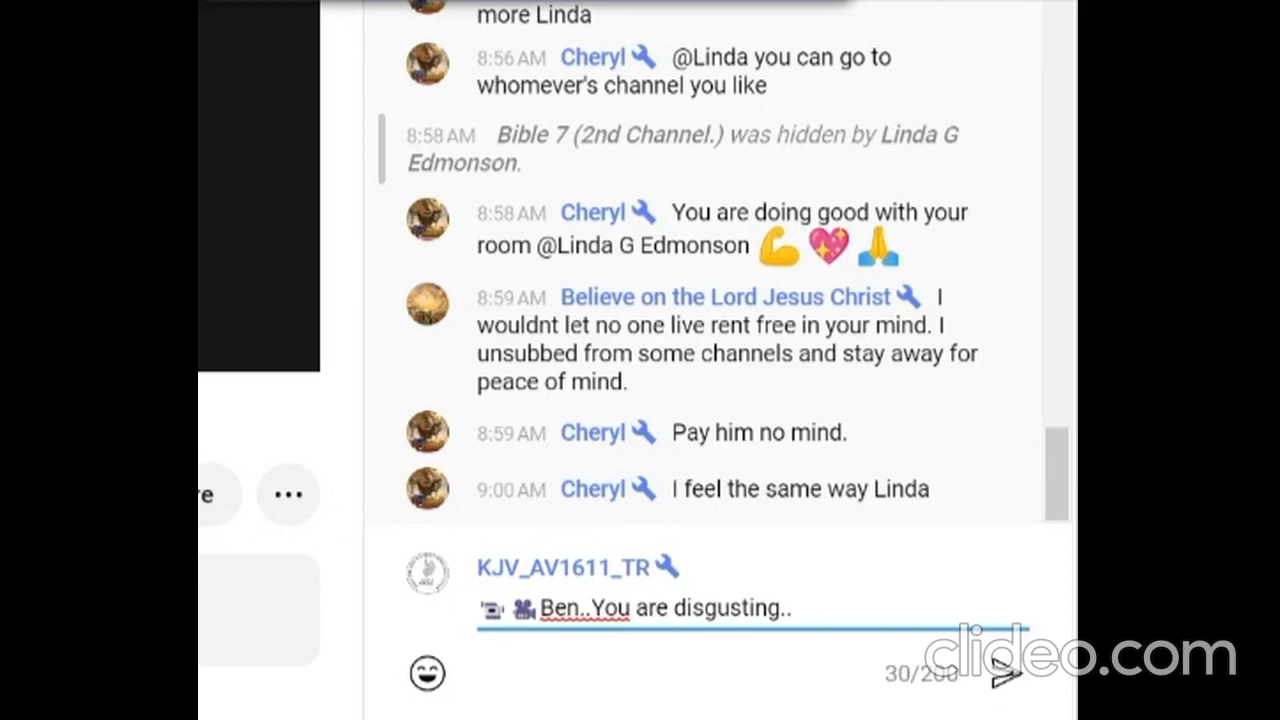 more Linda
8:56 AM Cheryl @Linda you can go to
whomever's channel you like
8:58 AM Bible 7 (2nd Channel.) was hidden by Linda G
Edmonson.
8:58 AM Cheryl You are doing good with your
room @Linda G Edmonson 💪 💖 🙏
8:59 AM Believe on the Lord Jesus Christ I
wouldnt let no one live rent free in your mind. I
unsubbed from some channels and stay away for
peace of mind.
8:59 AM Cheryl Pay him no mind.
re
9:00 AM Cheryl I feel the same way Linda
KJV_AV1611_TR
Ben..You are disgusting..
30/200
clideo.com